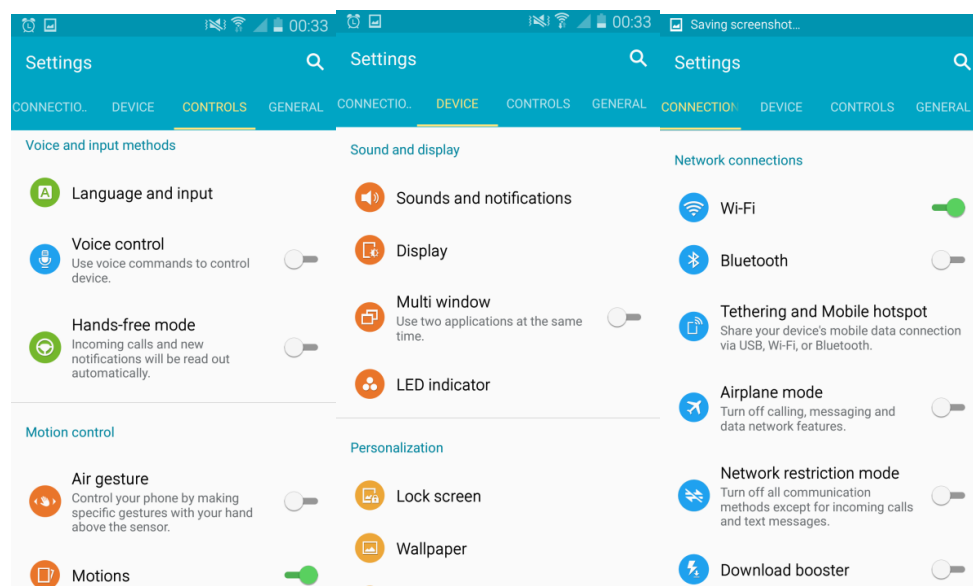 00:33
Settings
CONNECTIO..
DEVICE
CONTROLS
GENERAL
Voice and input methods
Language and input
Voice control
Use voice commands to control
device.
Hands-free mode
Incoming calls and new
notifications will be read out
automatically.
Motion control
Air gesture
Control your phone by making
specific gestures with your hand
above the sensor.
Motions
00:33
Settings
CONNECTIO..
DEVICE
CONTROLS
GENERAL
Sound and display
Sounds and notifications
Display
Multi window
Use two applications at the same
time.
LED indicator
Personalization
Lock screen
Wallpaper
Saving screenshot...
Settings
CONNECTION
DEVICE
CONTROLS
GENERAL
Network connections
Wi-Fi
Bluetooth
Tethering and Mobile hotspot
Share your device's mobile data connection
via USB, Wi-Fi, or Bluetooth.
Airplane mode
Turn off calling, messaging and
data network features.
Network restriction mode
Turn off all communication
methods except for incoming calls
and text messages.
Download booster